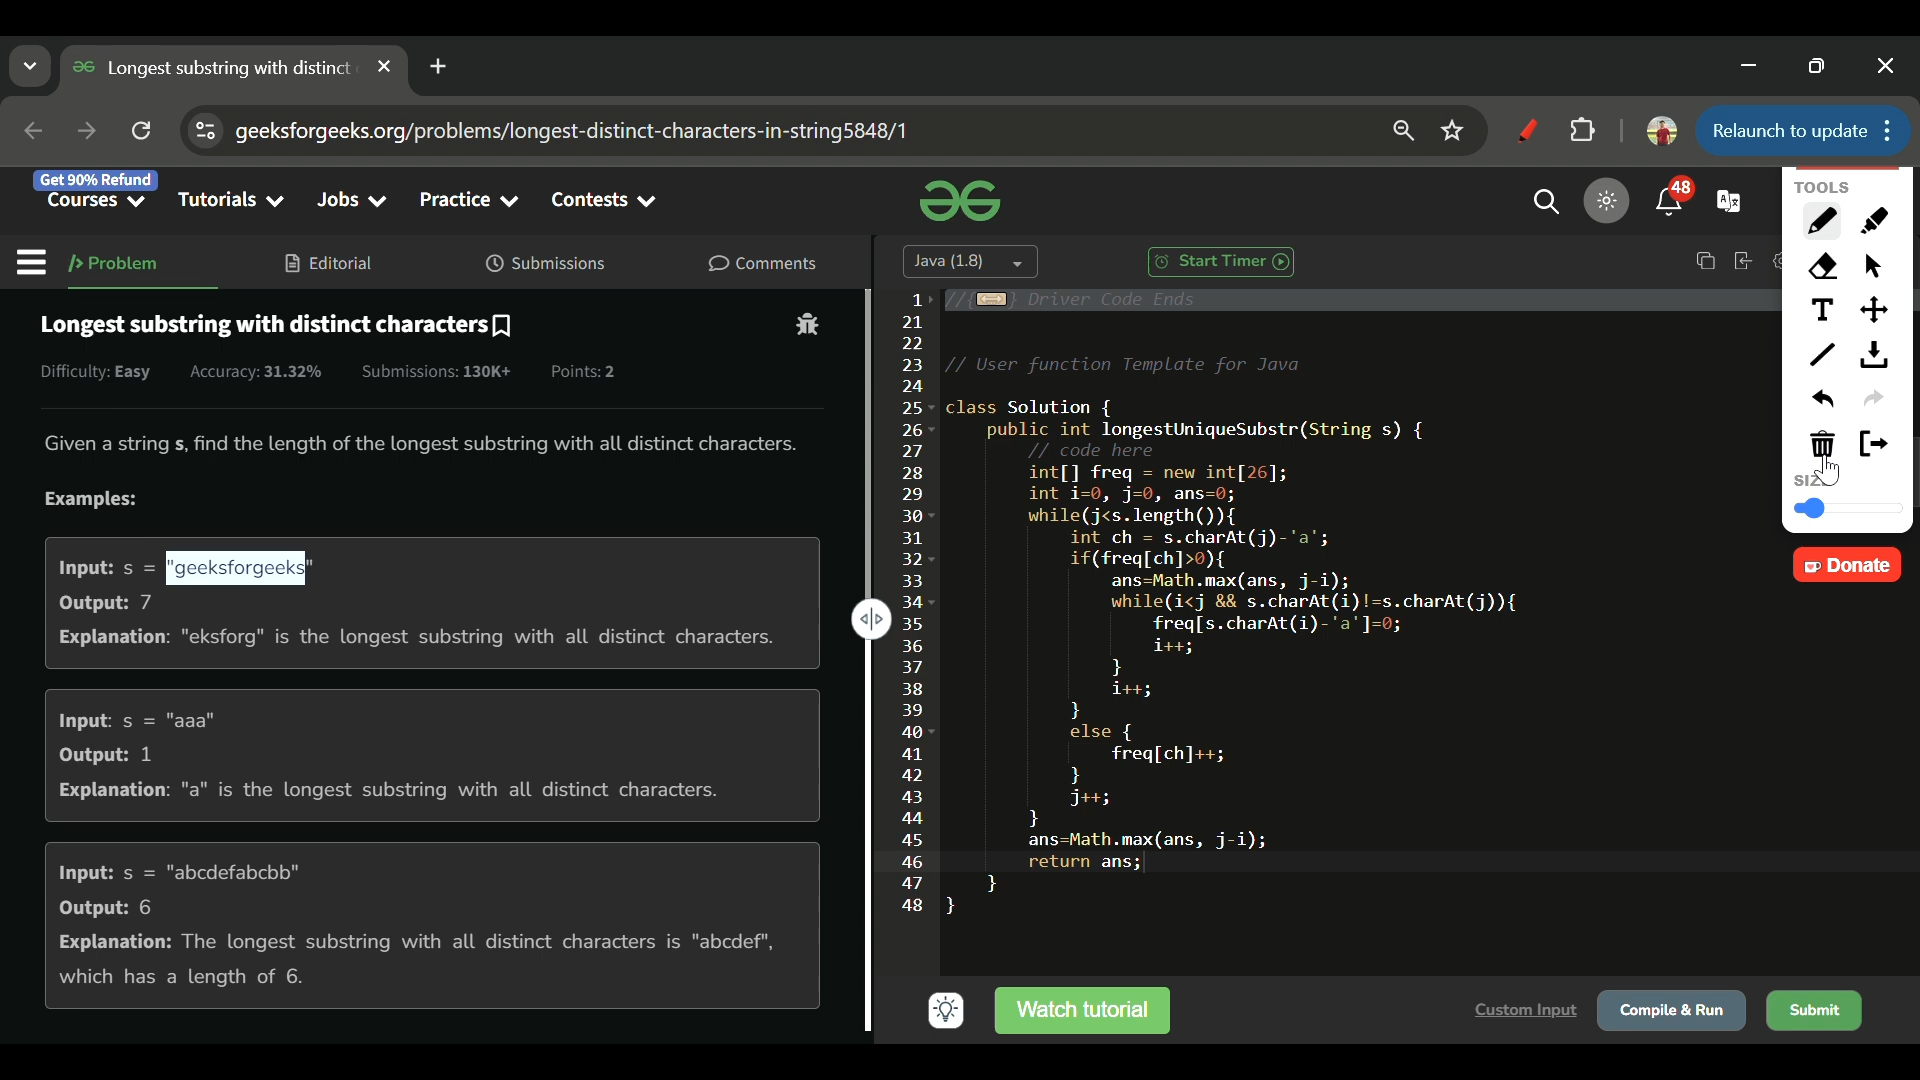 Longest substring with distinct
geeksforgeeks.org/problems/longest-distinct-characters-in-string5848/1
Relaunch to update
Get 90% Refund
Courses
Tutorials
Jobs
Practice
Contests
48
TOOLS
Problem
Editorial
Submissions
Comments
Java (1.8)
Start Timer
Longest substring with distinct characters
Difficulty: Easy
Accuracy: 31.32%
Submissions: 130K+
Points: 2
Given a string s, find the length of the longest substring with all distinct characters.
Examples:
Input: s = "geeksforgeeks"
Output: 7
Explanation: "eksforg" is the longest substring with all distinct characters.
Input: s = "aaa"
Output: 1
Explanation: "a" is the longest substring with all distinct characters.
Input: s = "abcdefabcbb"
Output: 6
Explanation: The longest substring with all distinct characters is "abcdef",
which has a length of 6.
1 //{ } Driver Code Ends
21
22
23 // User function Template for Java
24
25 class Solution {
26 public int longestUniqueSubstr(String s) {
27 // code here
28 int[] freq = new int[26];
29 int i=0, j=0, ans=0;
30 while(j<s.length()){
31 int ch = s.charAt(j)-'a';
32 if(freq[ch]>0){
33 ans=Math.max(ans, j-i);
34 while(i<j && s.charAt(i)!=s.charAt(j)){
35 freq[s.charAt(i)-'a']=0;
36 i++;
37 }
38 i++;
39 }
40 else {
41 freq[ch]++;
42 }
43 j++;
44 }
45 ans=Math.max(ans, j-i);
46 return ans;
47 }
48 }
Donate
Watch tutorial
Custom Input
Compile & Run
Submit